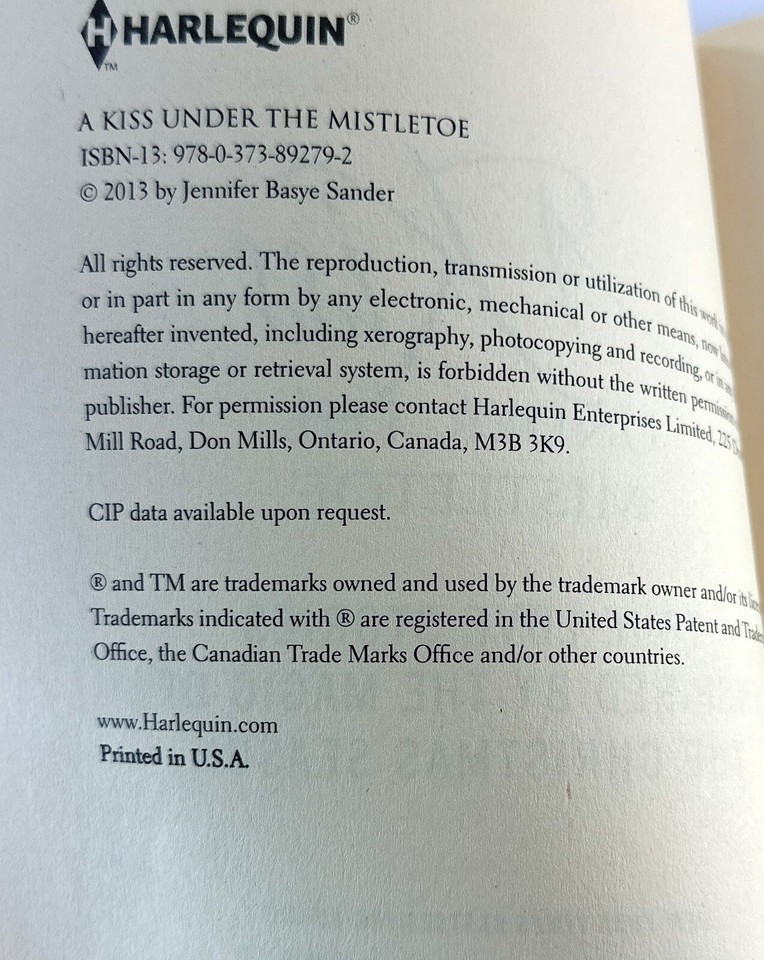 H HARLEQUIN®
TM
A KISS UNDER THE MISTLETOE
ISBN-13: 978-0-373-89279-2
© 2013 by Jennifer Basye Sander
All rights reserved. The reproduction, transmission or utilization of this work
or in part in any form by any electronic, mechanical or other means, now
hereafter invented, including xerography, photocopying and recording, or in
mation storage or retrieval system, is forbidden without the written
publisher. For permission please contact Harlequin Enterprises Limited, 225
Mill Road, Don Mills, Ontario, Canada, M3B 3K9.
CIP data available upon request.
® and TM are trademarks owned and used by the trademark owner and/or its
Trademarks indicated with ® are registered in the United States Patent and
Office, the Canadian Trade Marks Office and/or other countries.
www.Harlequin.com
Printed in U.S.A.